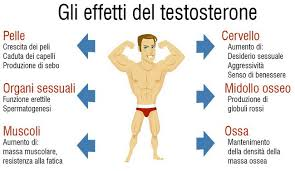 Gli effetti del testosterone
Pelle
Crescita dei peli
Caduta dei capelli
Produzione di sebo
Organi sessuali
Funzione erettile
Spermatogenesi
Muscoli
Aumento di:
massa muscolare,
resistenza alla fatica
Cervello
Aumento di:
Desiderio sessuale
Aggressività
Senso di benessere
Midollo osseo
Produzione di
globuli rossi
Ossa
Mantenimento
della densità della
massa ossea